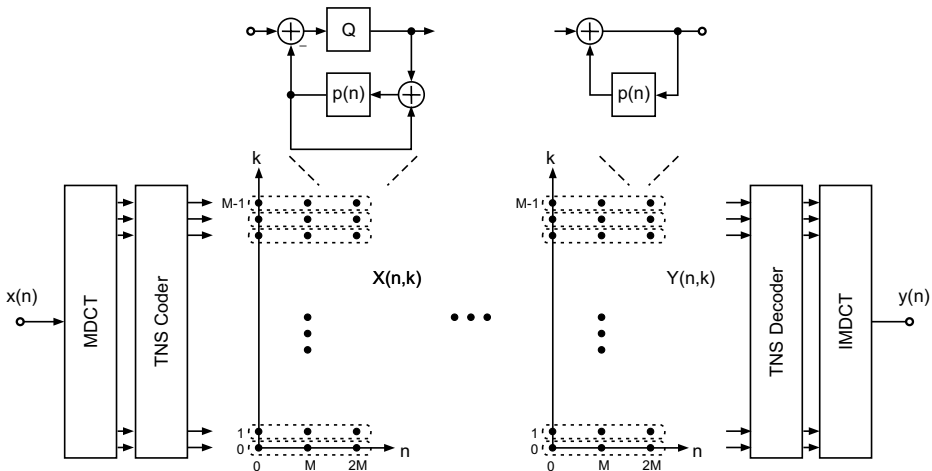 Q
p(n)
p(n)
k
k
M-1
M-1
x(n)
MDCT
TNS Coder
X(n,k)
Y(n,k)
TNS Decoder
IMDCT
y(n)
1
0
0
M
2M
n
1
0
0
M
2M
n